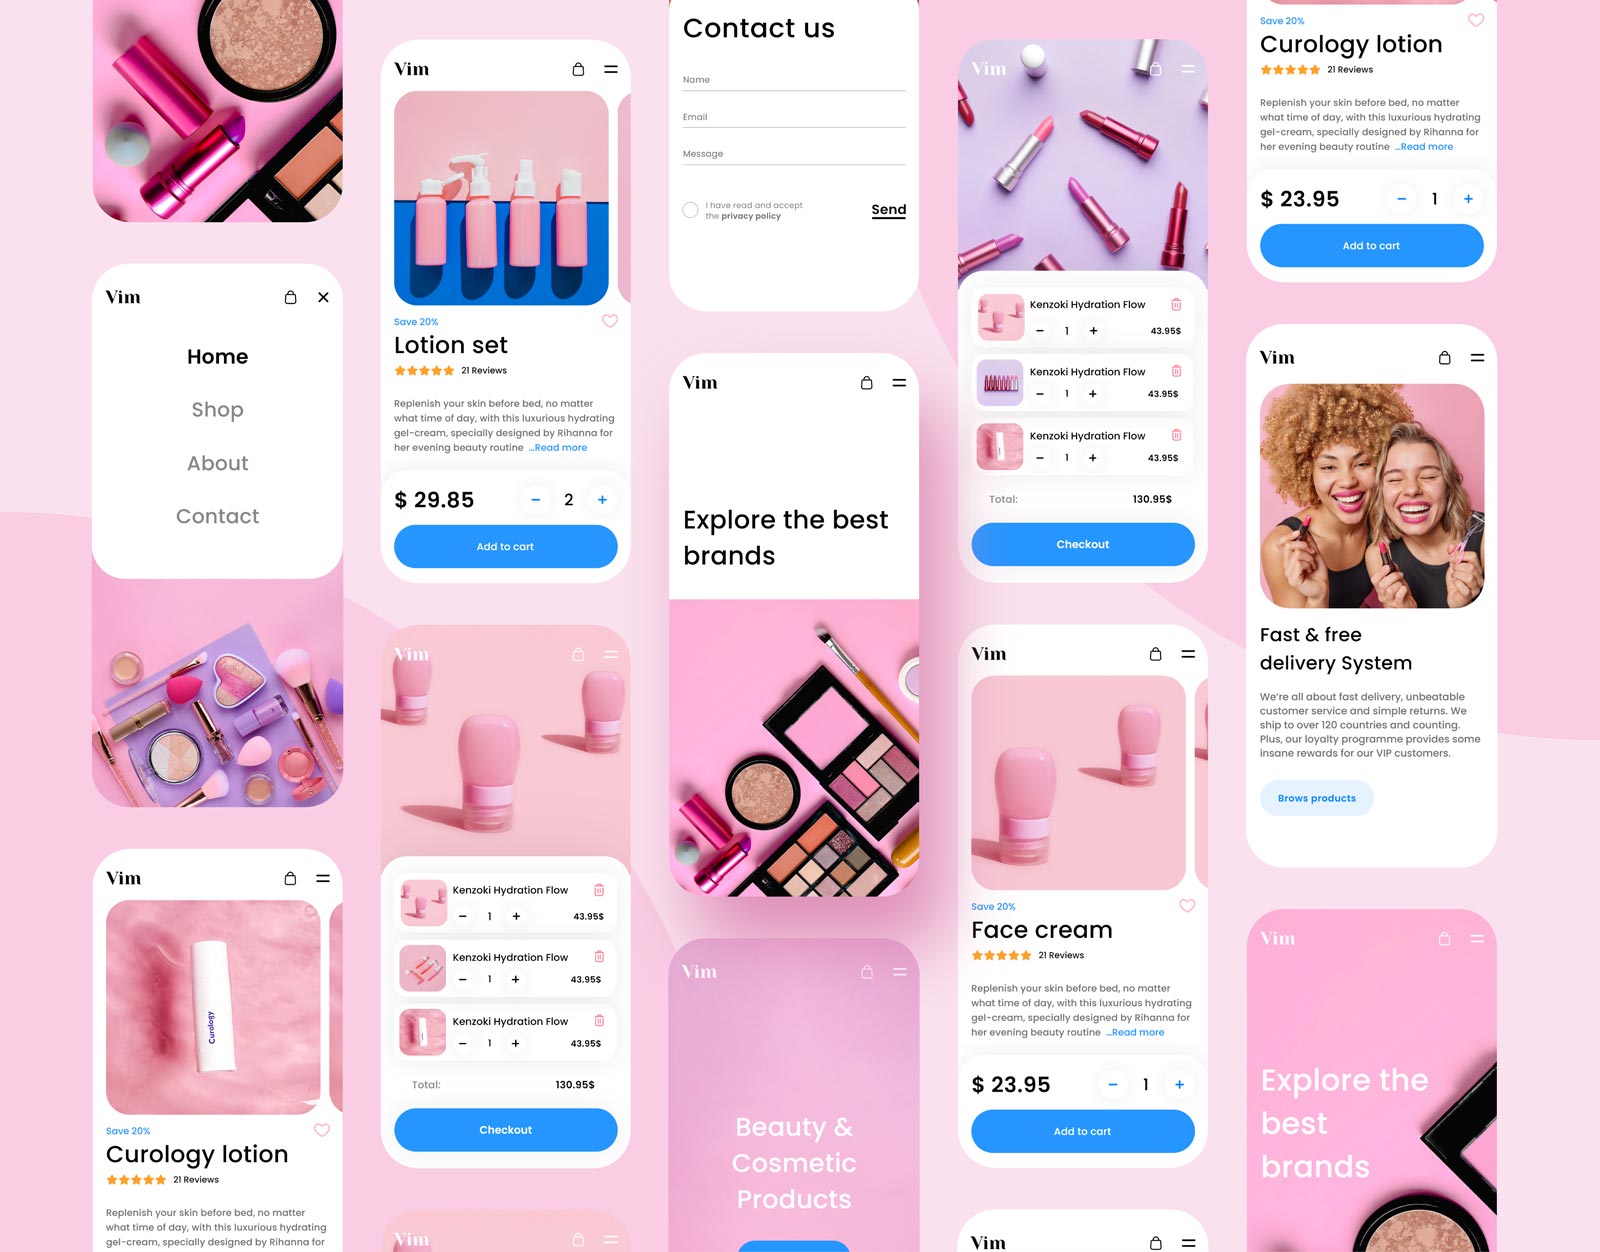 Vim
Home
Shop
About
Contact
Vim
Curology
Save 20%
Curology lotion
21 Reviews
Replenish your skin before bed, no matter
what time of day, with this luxurious hydrating
gel-cream, specially designed by Rihanna for
Vim
Save 20%
Lotion set
21 Reviews
Replenish your skin before bed, no matter
what time of day, with this luxurious hydrating
gel-cream, specially designed by Rihanna for
her evening beauty routine ...Read more
$ 29.85 − 2 +
Add to cart
Vim
Kenzoki Hydration Flow
− 1 + 43.95$
Kenzoki Hydration Flow
− 1 + 43.95$
Kenzoki Hydration Flow
− 1 + 43.95$
Total: 130.95$
Checkout
Vim
Contact us
Name
Email
Message
I have read and accept
the privacy policy
Send
Vim
Explore the best
brands
Vim
Beauty &
Cosmetic
Products
Vim
Kenzoki Hydration Flow
− 1 + 43.95$
Kenzoki Hydration Flow
− 1 + 43.95$
Kenzoki Hydration Flow
− 1 + 43.95$
Total: 130.95$
Checkout
Vim
Save 20%
Face cream
21 Reviews
Replenish your skin before bed, no matter
what time of day, with this luxurious hydrating
gel-cream, specially designed by Rihanna for
her evening beauty routine ...Read more
$ 23.95 − 1 +
Add to cart
Vim
Save 20%
Curology lotion
21 Reviews
Replenish your skin before bed, no matter
what time of day, with this luxurious hydrating
gel-cream, specially designed by Rihanna for
her evening beauty routine ...Read more
$ 23.95 − 1 +
Add to cart
Vim
Fast & free
delivery System
We're all about fast delivery, unbeatable
customer service and simple returns. We
ship to over 120 countries and counting.
Plus, our loyalty programme provides some
insane rewards for our VIP customers.
Brows products
Vim
Explore the
best
brands